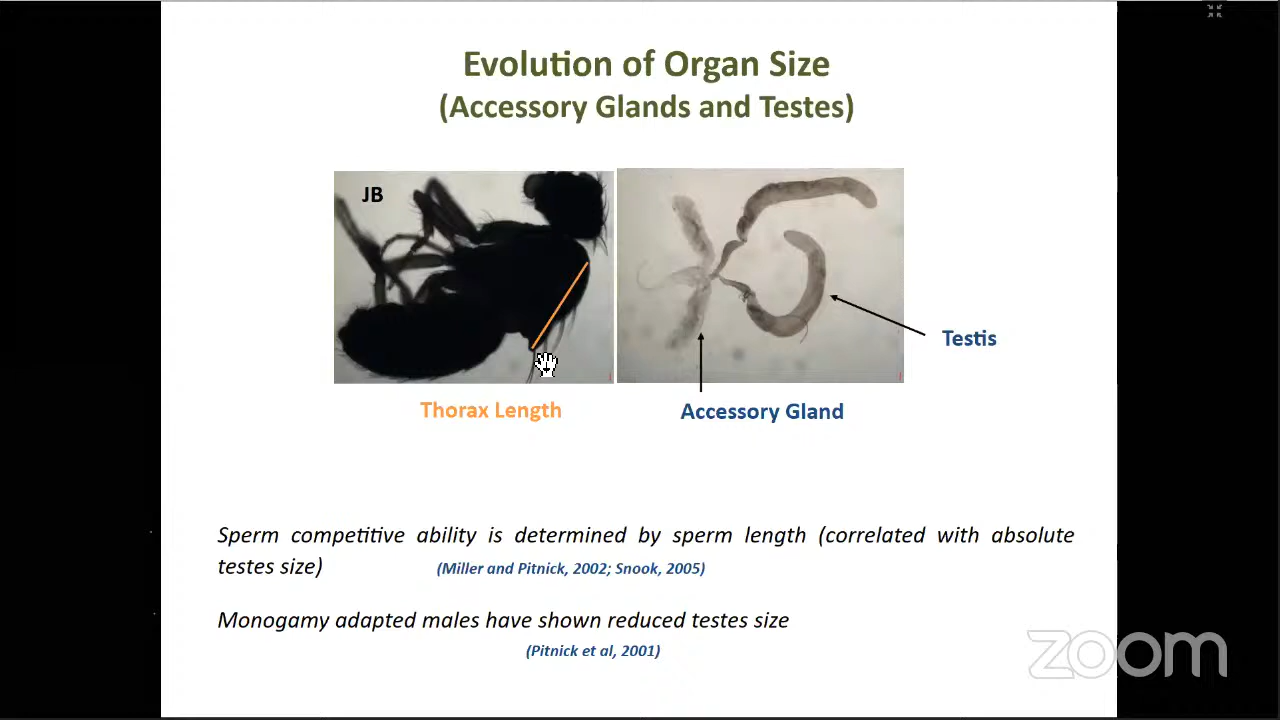 Evolution of Organ Size
(Accessory Glands and Testes)
JB
Testis
Thorax Length
Accessory Gland
Sperm competitive ability is determined by sperm length (correlated with absolute
testes size) (Miller and Pitnick, 2002; Snook, 2005)
Monogamy adapted males have shown reduced testes size
(Pitnick et al, 2001)
zoom